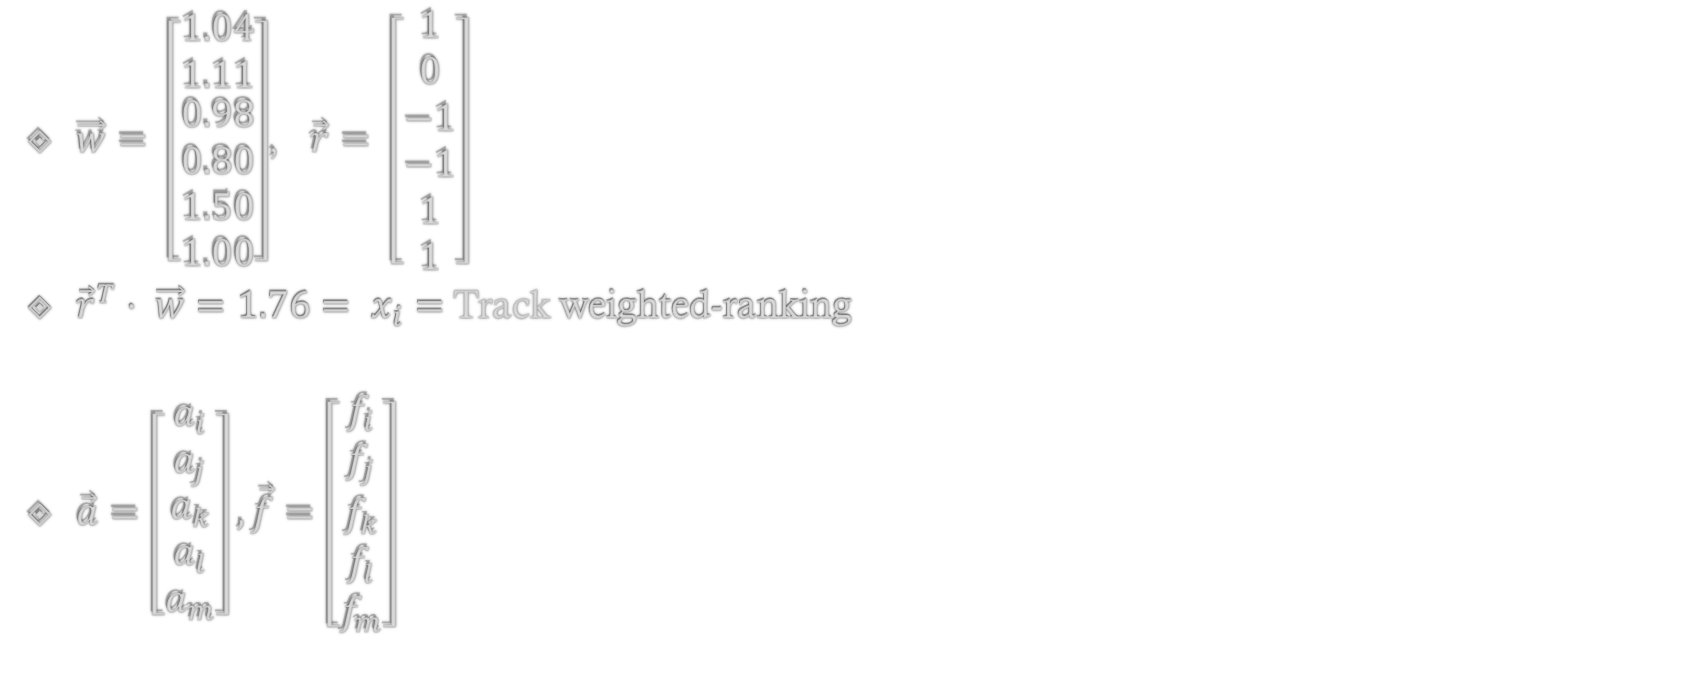 ❖ w⃗ = [1.04 1.11 0.98 0.80 1.50 1.00], r⃗ = [1 0 −1 −1 1 1]
❖ r⃗ᵀ · w⃗ = 1.76 = xᵢ = Track weighted-ranking
❖ a⃗ = [aᵢ aⱼ aₖ aₗ aₘ], f⃗ = [fᵢ fⱼ fₖ fₗ fₘ]